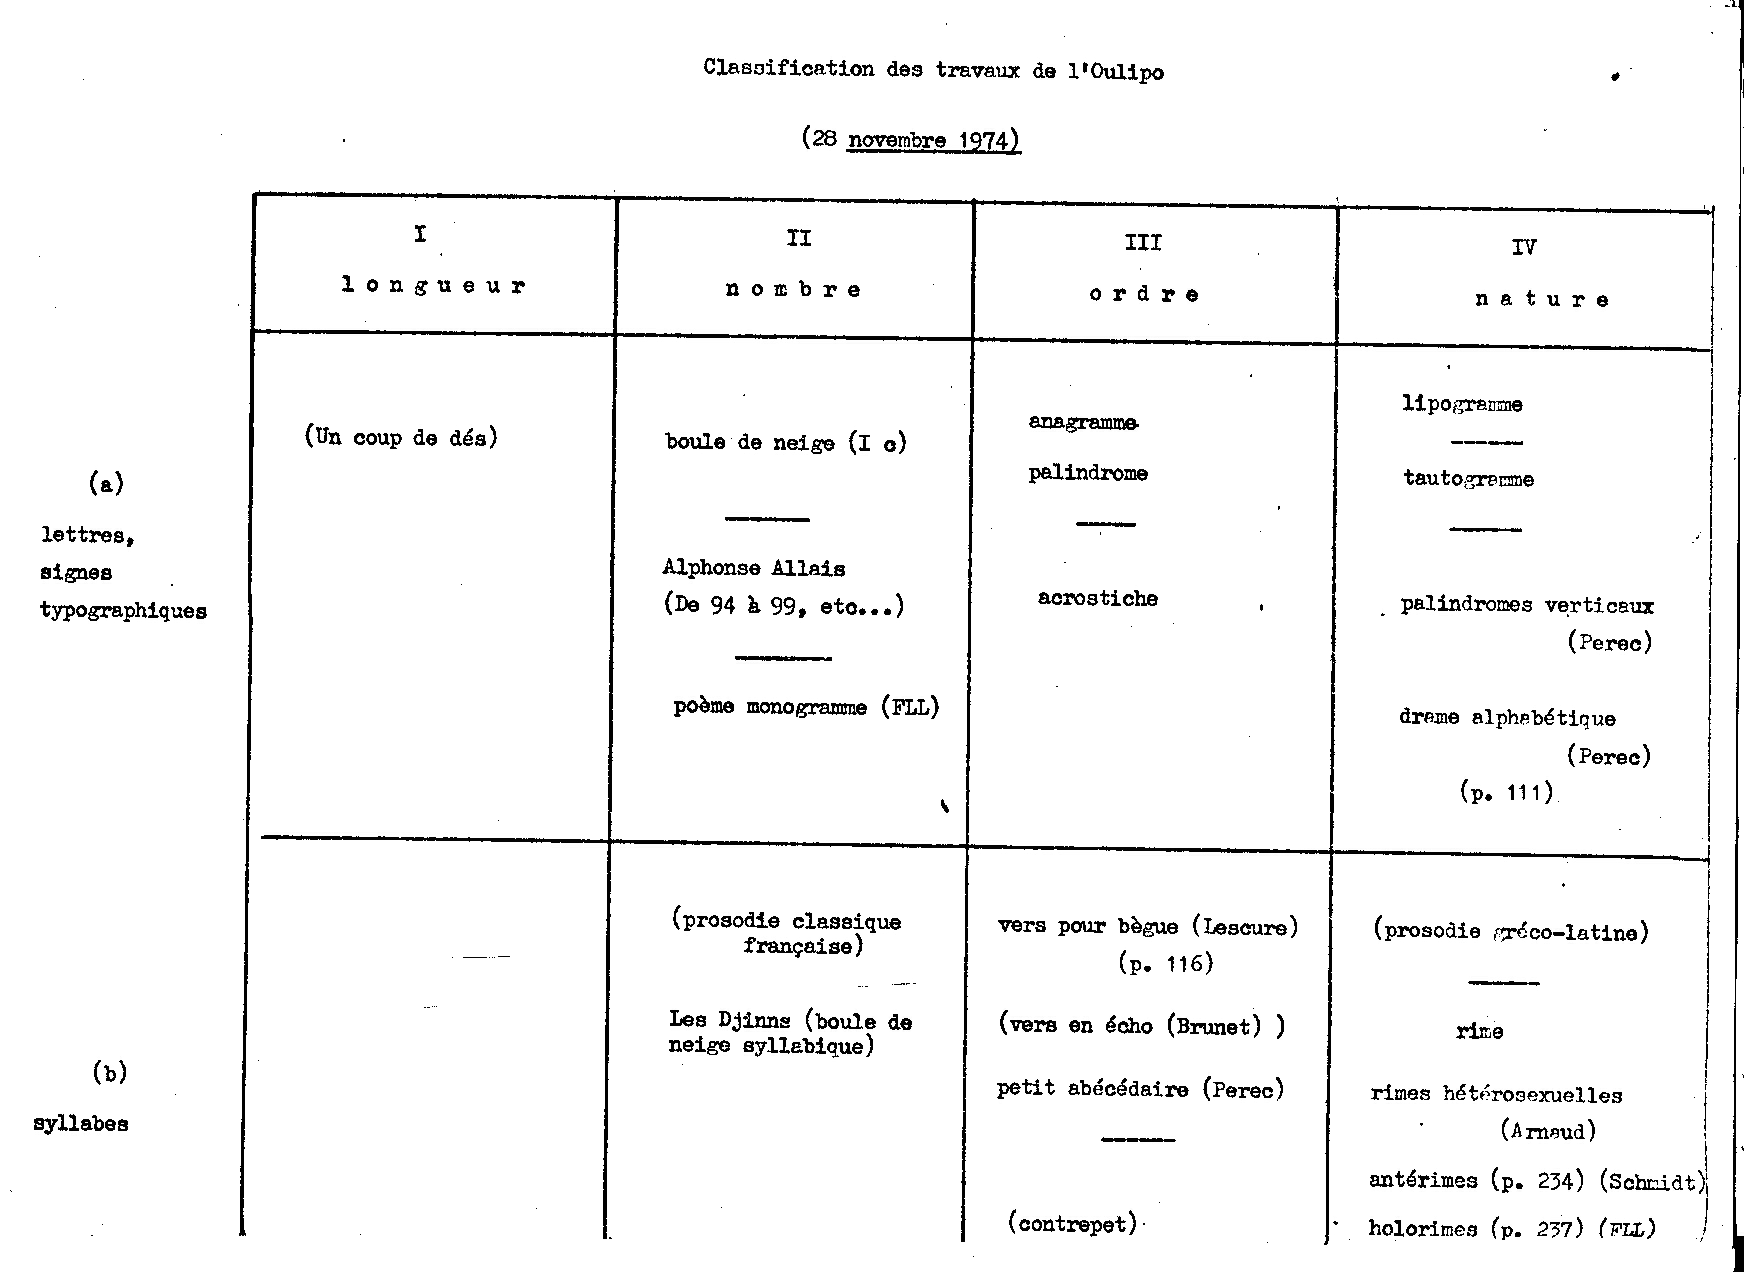 Classification des travaux de l'Oulipo
(28 novembre 1974)
I
longueur
II
nombre
III
ordre
IV
nature
(a)
lettres,
signes
typographiques
(Un coup de dés)
boule de neige (I c)
Alphonse Allais
(De 94 à 99, etc...)
poème monogramme (FLL)
anagramme
palindrome
acrostiche
lipogramme
tautogramme
palindromes verticaux
(Perec)
drame alphabétique
(Perec)
(p. 111)
(b)
syllabes
(prosodie classique
française)
Les Djinns (boule de
neige syllabique)
vers pour bègue (Lescure)
(p. 116)
(vers en écho (Brunet) )
petit abécédaire (Perec)
(contrepet)
(prosodie gréco-latine)
rime
rimes hétérosexuelles
(Arnaud)
antérimes (p. 234) (Schmidt)
holorimes (p. 237) (FLL)